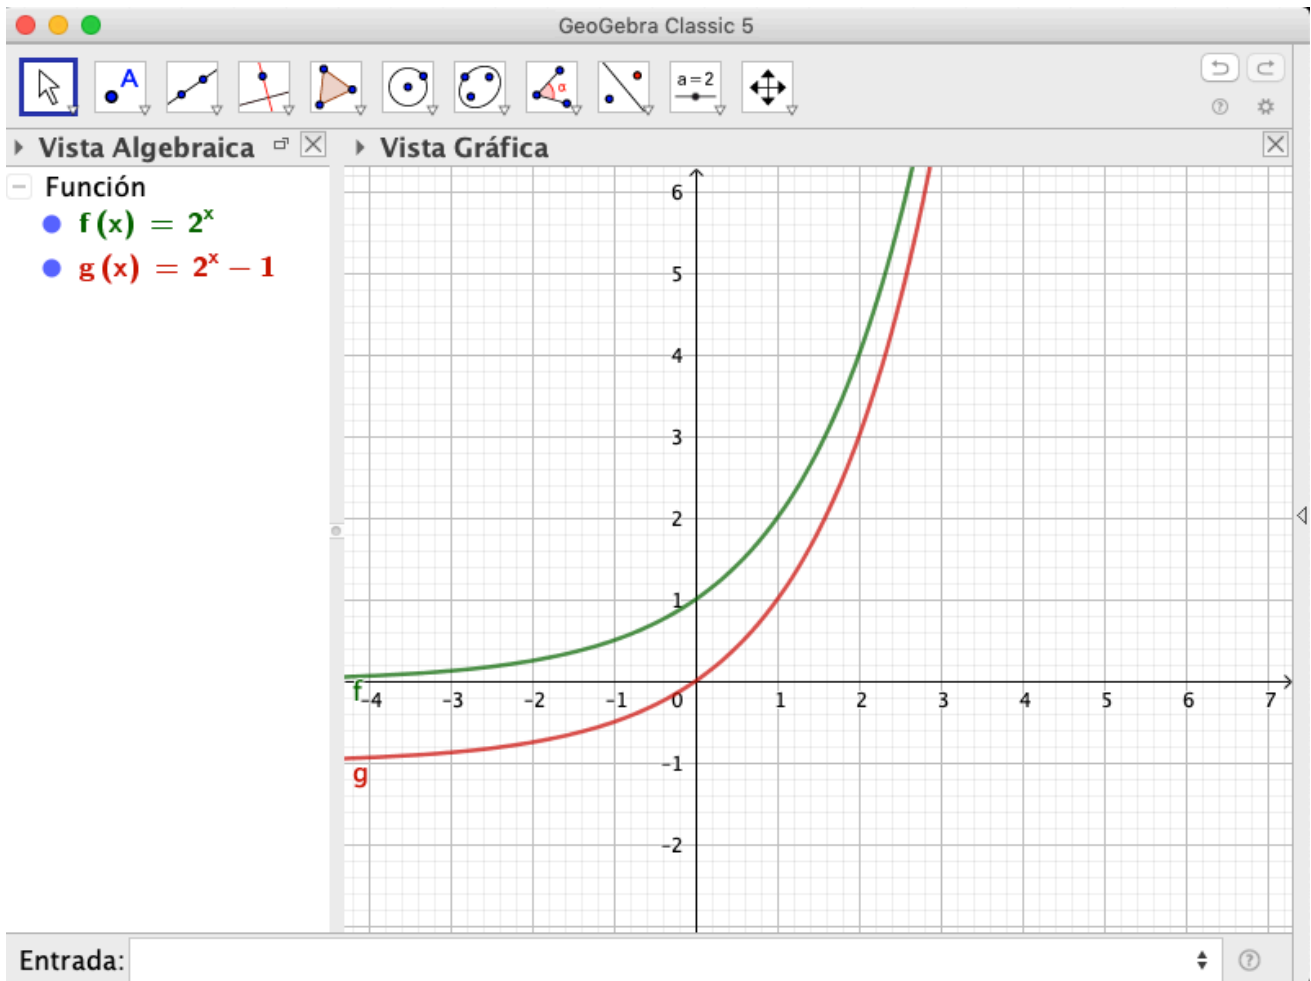 GeoGebra Classic 5
A
α
a=2
Vista Algebraica
Vista Gráfica
Función
f(x) = 2ˣ
g(x) = 2ˣ − 1
6
5
4
3
2
1
-4 -3 -2 -1 0 1 2 3 4 5 6 7
-1
-2
f
g
Entrada: